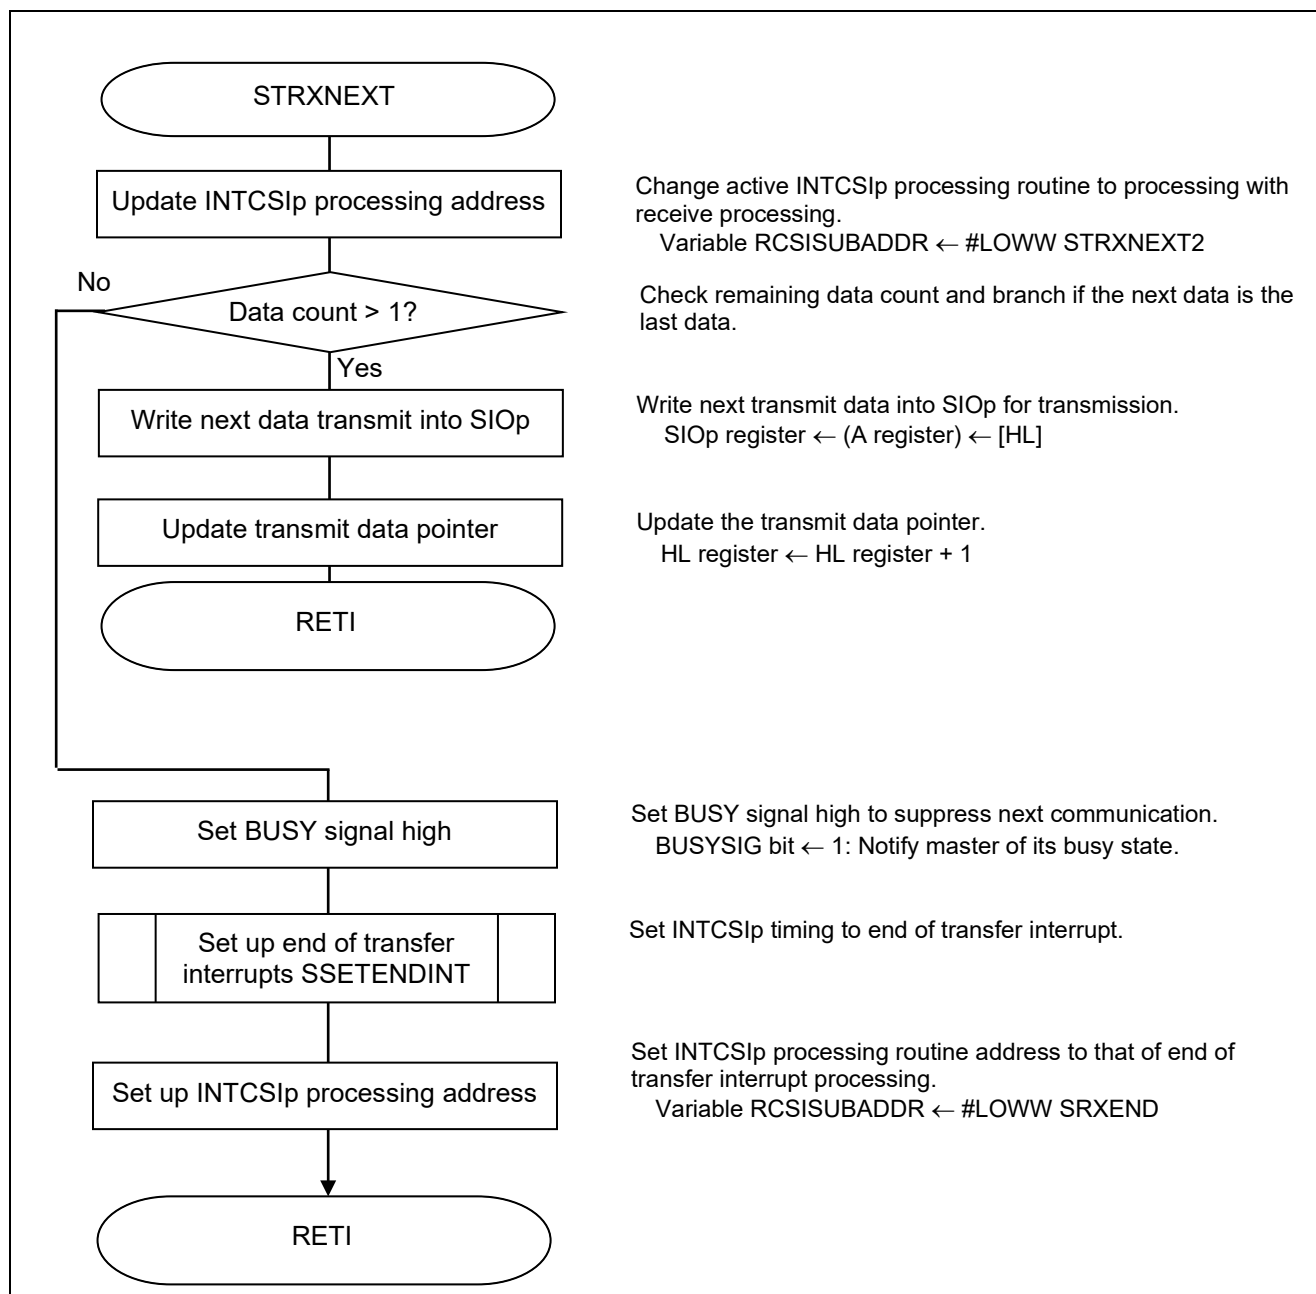 STRXNEXT
Update INTCSIp processing address
Change active INTCSIp processing routine to processing with
receive processing.
Variable RCSISUBADDR ← #LOWW STRXNEXT2
No
Data count > 1?
Check remaining data count and branch if the next data is the
last data.
Yes
Write next data transmit into SIOp
Write next transmit data into SIOp for transmission.
SIOp register ← (A register) ← [HL]
Update transmit data pointer
Update the transmit data pointer.
HL register ← HL register + 1
RETI
Set BUSY signal high
Set BUSY signal high to suppress next communication.
BUSYSIG bit ← 1: Notify master of its busy state.
Set up end of transfer
interrupts SSETENDINT
Set INTCSIp timing to end of transfer interrupt.
Set up INTCSIp processing address
Set INTCSIp processing routine address to that of end of
transfer interrupt processing.
Variable RCSISUBADDR ← #LOWW SRXEND
RETI